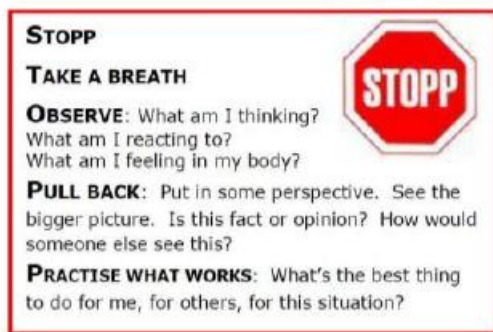 STOPP
STOPP
TAKE A BREATH
OBSERVE: What am I thinking?
What am I reacting to?
What am I feeling in my body?
PULL BACK: Put in some perspective. See the
bigger picture. Is this fact or opinion? How would
someone else see this?
PRACTISE WHAT WORKS: What's the best thing
to do for me, for others, for this situation?